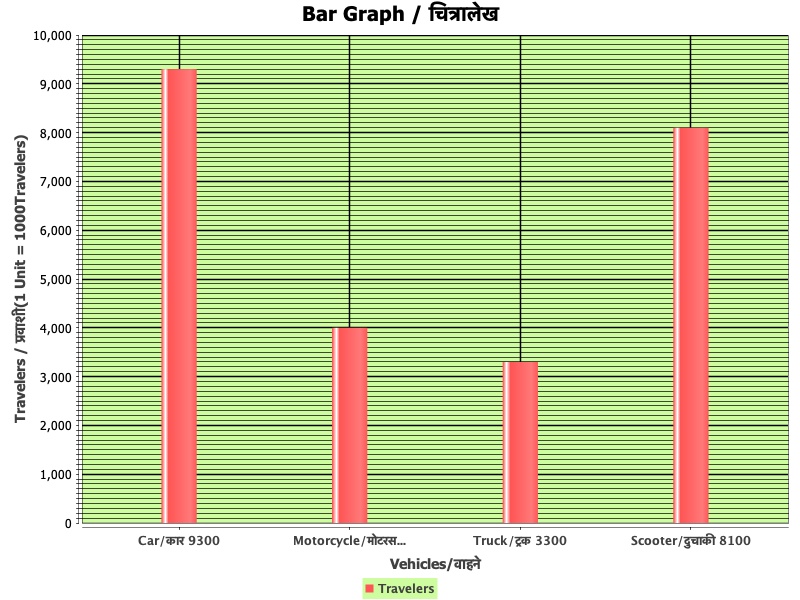 Bar Graph / चित्रालेख
Travelers / प्रवाशी(1 Unit = 1000Travelers)
10,000
9,000
8,000
7,000
6,000
5,000
4,000
3,000
2,000
1,000
0
Car/कार 9300 Motorcycle/मोटरस... Truck/ट्रक 3300 Scooter/दुचाकी 8100
Vehicles/वाहने
Travelers